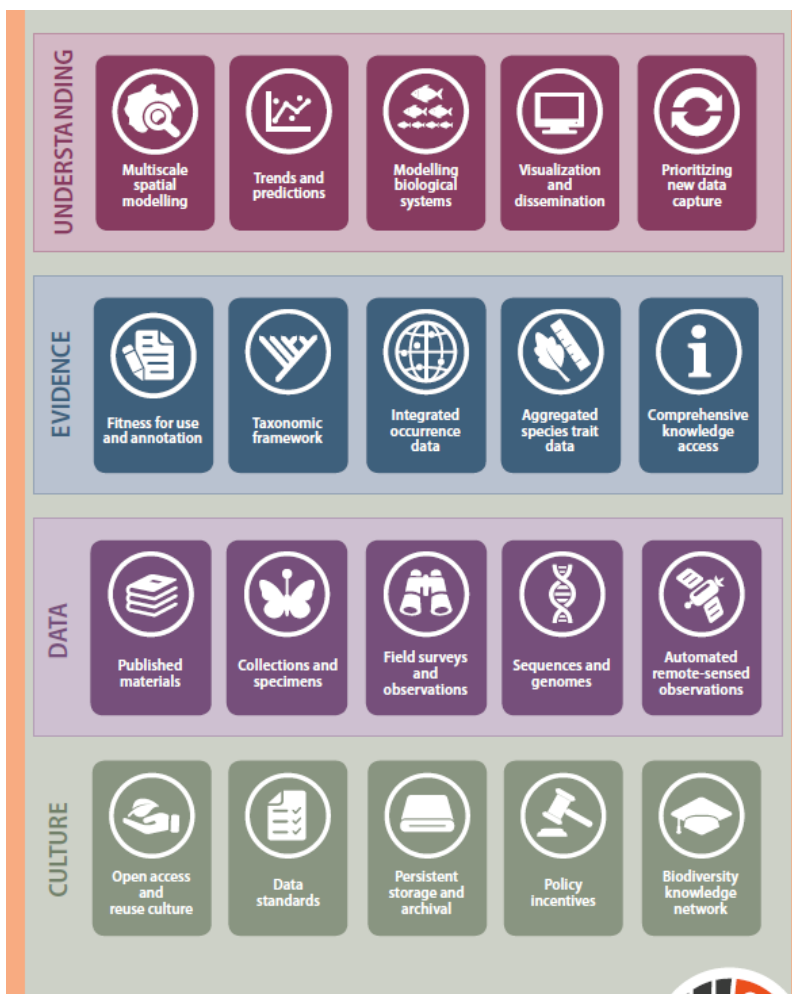 UNDERSTANDING
Multiscale
spatial
modelling
Trends and
predictions
Modelling
biological
systems
Visualization
and
dissemination
Prioritizing
new data
capture
EVIDENCE
Fitness for use
and annotation
Taxonomic
framework
Integrated
occurrence
data
Aggregated
species trait
data
Comprehensive
knowledge
access
DATA
Published
materials
Collections and
specimens
Field surveys
and
observations
Sequences and
genomes
Automated
remote-sensed
observations
CULTURE
Open access
and
reuse culture
Data
standards
Persistent
storage and
archival
Policy
incentives
Biodiversity
knowledge
network